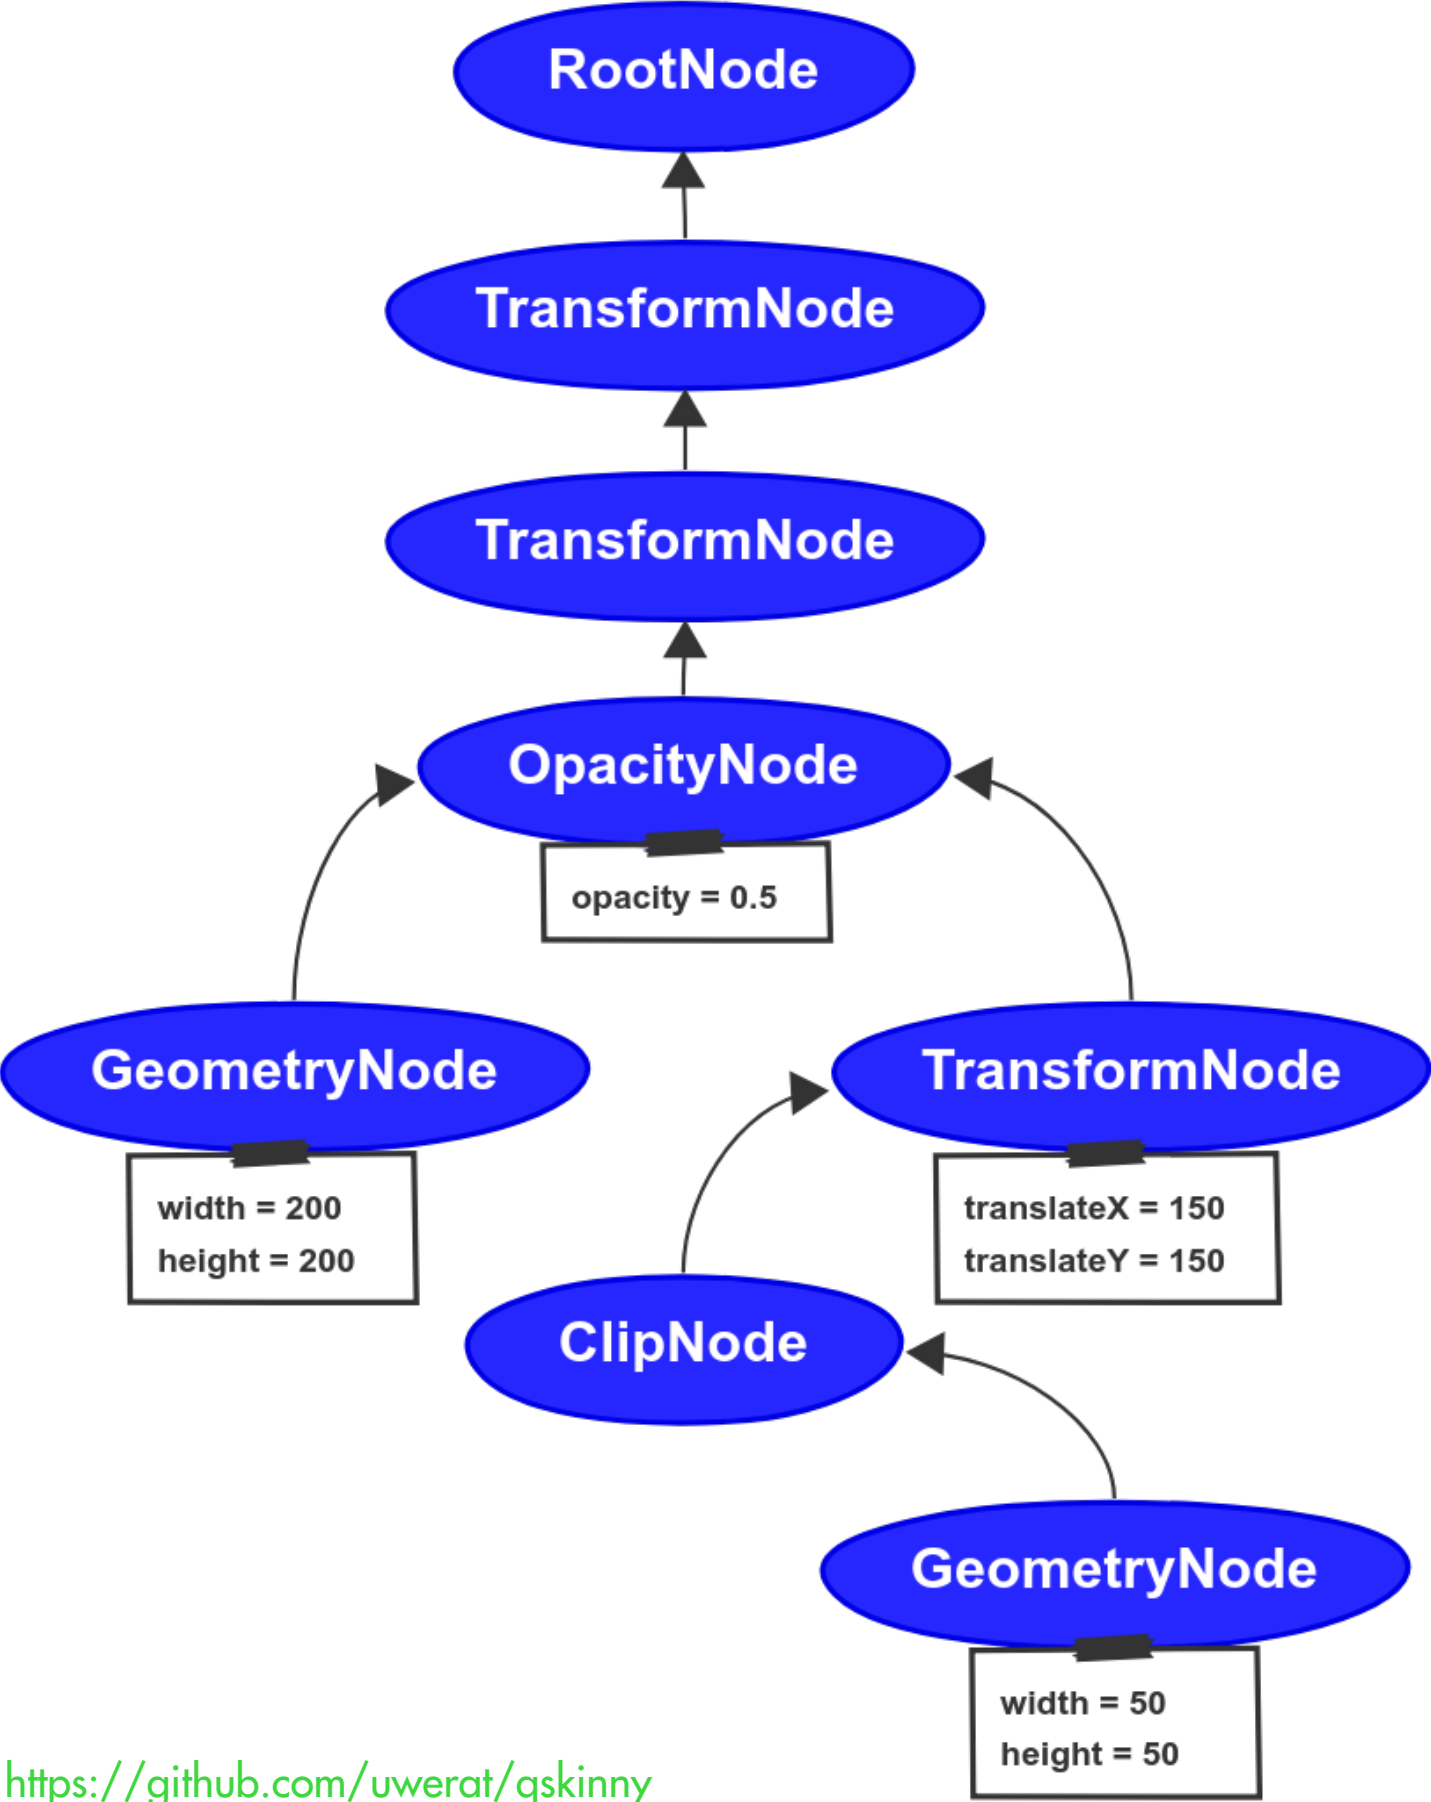 RootNode
TransformNode
TransformNode
OpacityNode
opacity = 0.5
GeometryNode
width = 200
height = 200
TransformNode
translateX = 150
translateY = 150
ClipNode
GeometryNode
width = 50
height = 50
https://github.com/uwerat/qskinny